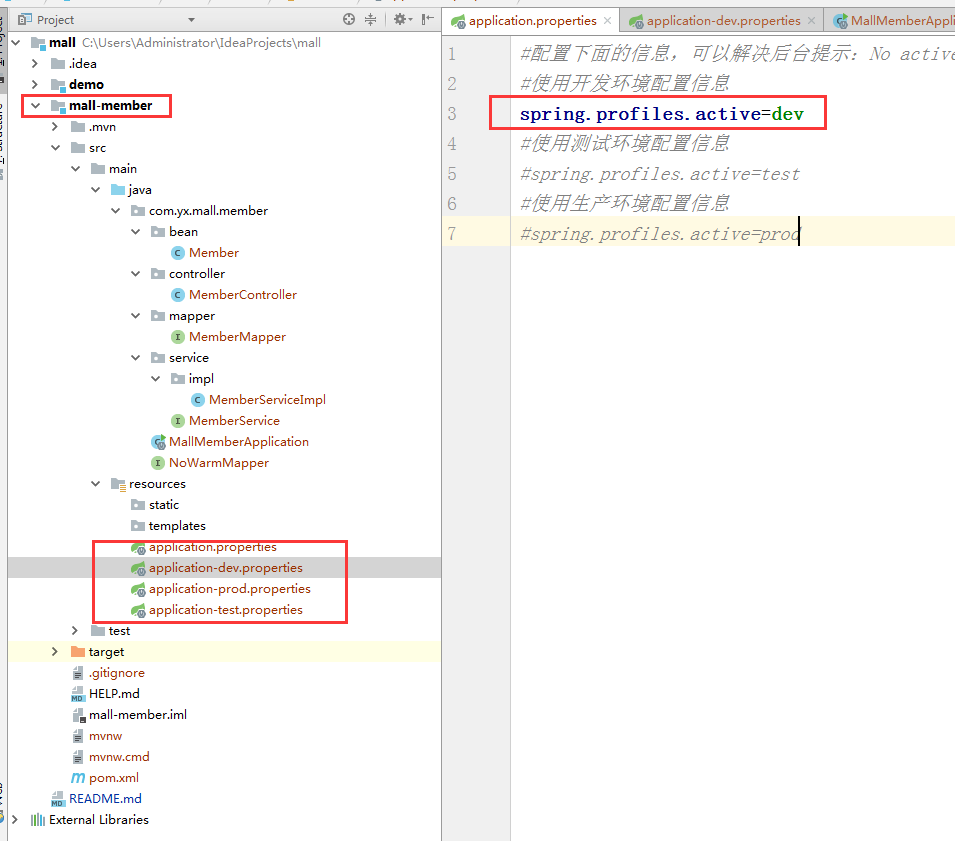 Project
mall C:\Users\Administrator\IdeaProjects\mall
.idea
demo
mall-member
.mvn
src
main
java
com.yx.mall.member
bean
Member
controller
MemberController
mapper
MemberMapper
service
impl
MemberServiceImpl
MemberService
MallMemberApplication
NoWarmMapper
resources
static
templates
application.properties
application-dev.properties
application-prod.properties
application-test.properties
test
target
.gitignore
HELP.md
mall-member.iml
mvnw
mvnw.cmd
pom.xml
README.md
External Libraries
application.properties application-dev.properties MallMemberAppli
1 #配置下面的信息，可以解决后台提示：No active
2 #使用开发环境配置信息
3 spring.profiles.active=dev
4 #使用测试环境配置信息
5 #spring.profiles.active=test
6 #使用生产环境配置信息
7 #spring.profiles.active=prod